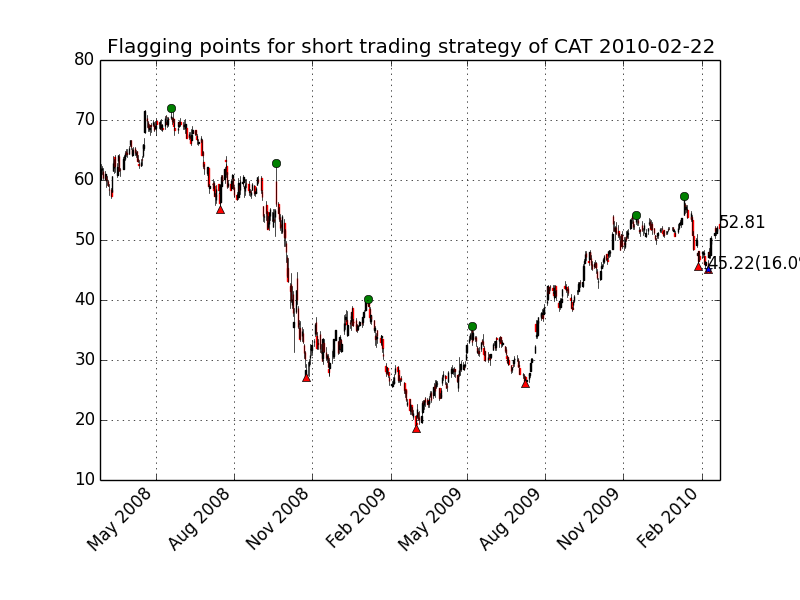 Flagging points for short trading strategy of CAT 2010-02-22
80
70
60
50
40
30
20
10
52.81
45.22(16.0%
May 2008
Aug 2008
Nov 2008
Feb 2009
May 2009
Aug 2009
Nov 2009
Feb 2010